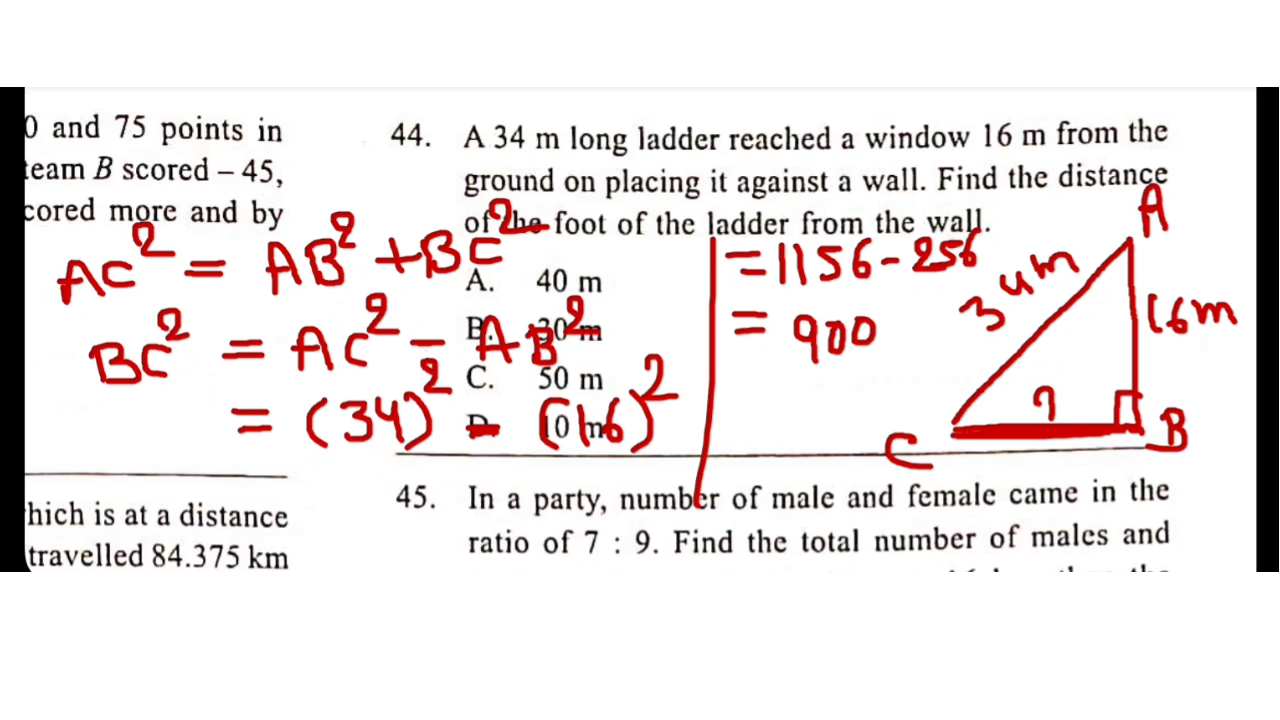 0 and 75 points in
team B scored – 45,
cored more and by
hich is at a distance
travelled 84.375 km
44. A 34 m long ladder reached a window 16 m from the
ground on placing it against a wall. Find the distance
of the foot of the ladder from the wall.
A. 40 m
B. 30 m
C. 50 m
D. 10 m
45. In a party, number of male and female came in the
ratio of 7 : 9. Find the total number of males and
AC² = AB² + BC²
BC² = AC² – AB²
= (34)² – (16)²
= 1156 - 256
= 900
A
34m
16m
?
C
B